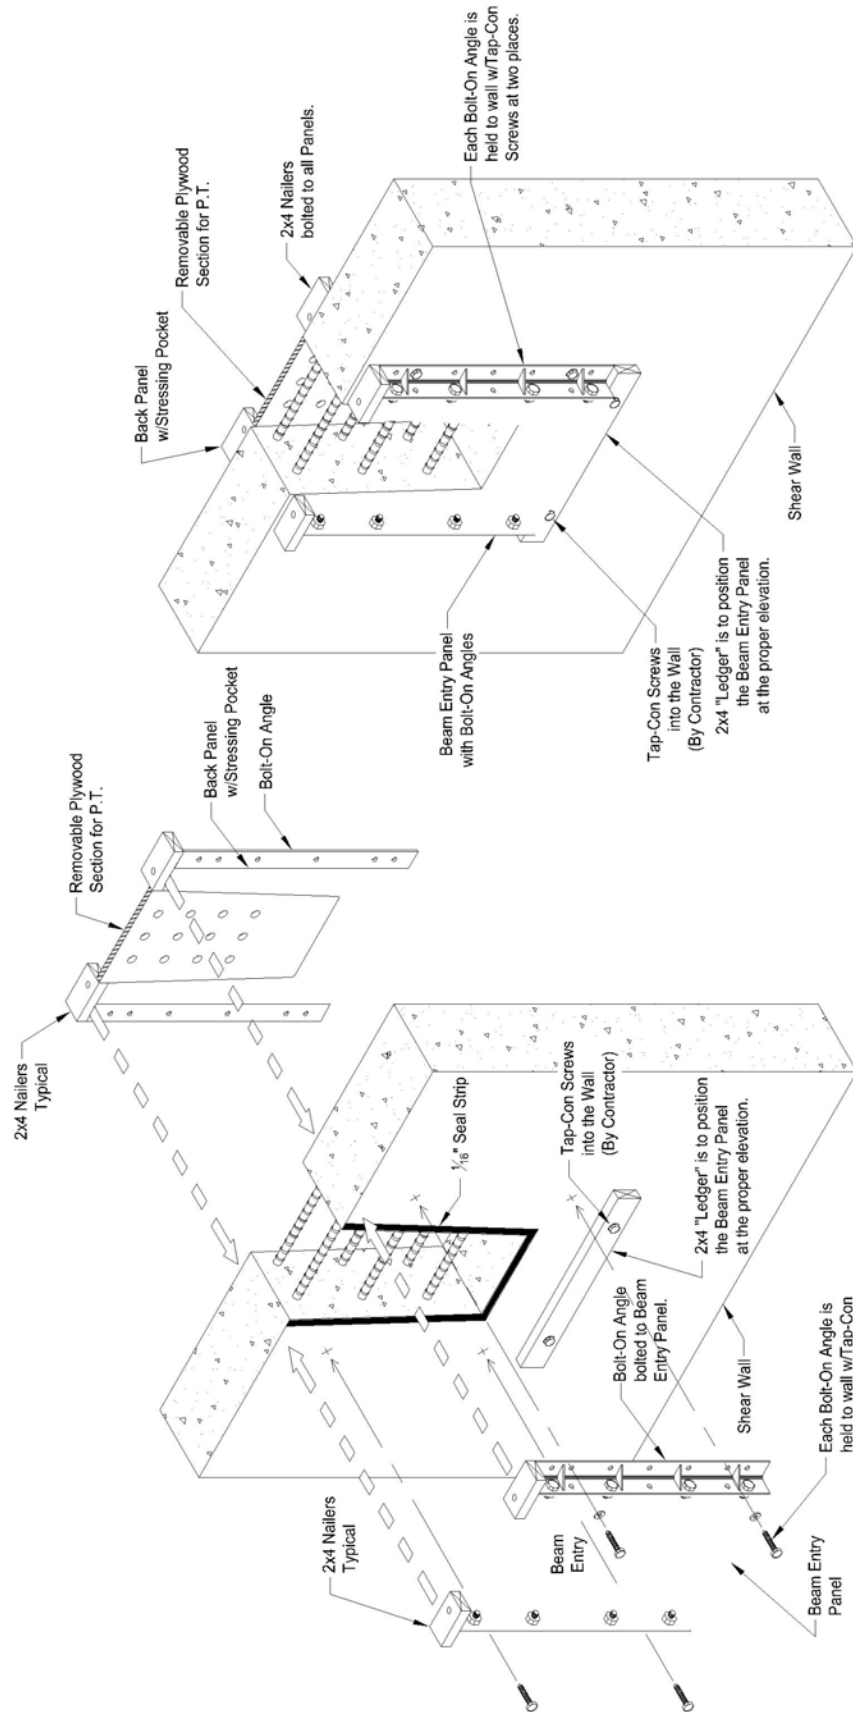 2x4 Nailers
Typical
Removable Plywood
Section for P.T.
Back Panel
w/Stressing Pocket
Bolt-On Angle
2x4 Nailers
Typical
1/16" Seal Strip
Tap-Con Screws
into the Wall
(By Contractor)
2x4 "Ledger" is to position
the Beam Entry Panel
at the proper elevation.
Bolt-On Angle
bolted to Beam
Entry Panel.
Shear Wall
Beam
Entry
Each Bolt-On Angle is
held to wall w/Tap-Con
Beam Entry
Panel
Back Panel
w/Stressing Pocket
Removable Plywood
Section for P.T.
2x4 Nailers
bolted to all Panels.
Each Bolt-On Angle is
held to wall w/Tap-Con
Screws at two places.
Beam Entry Panel
with Bolt-On Angles
Tap-Con Screws
into the Wall
(By Contractor)
2x4 "Ledger" is to position
the Beam Entry Panel
at the proper elevation.
Shear Wall